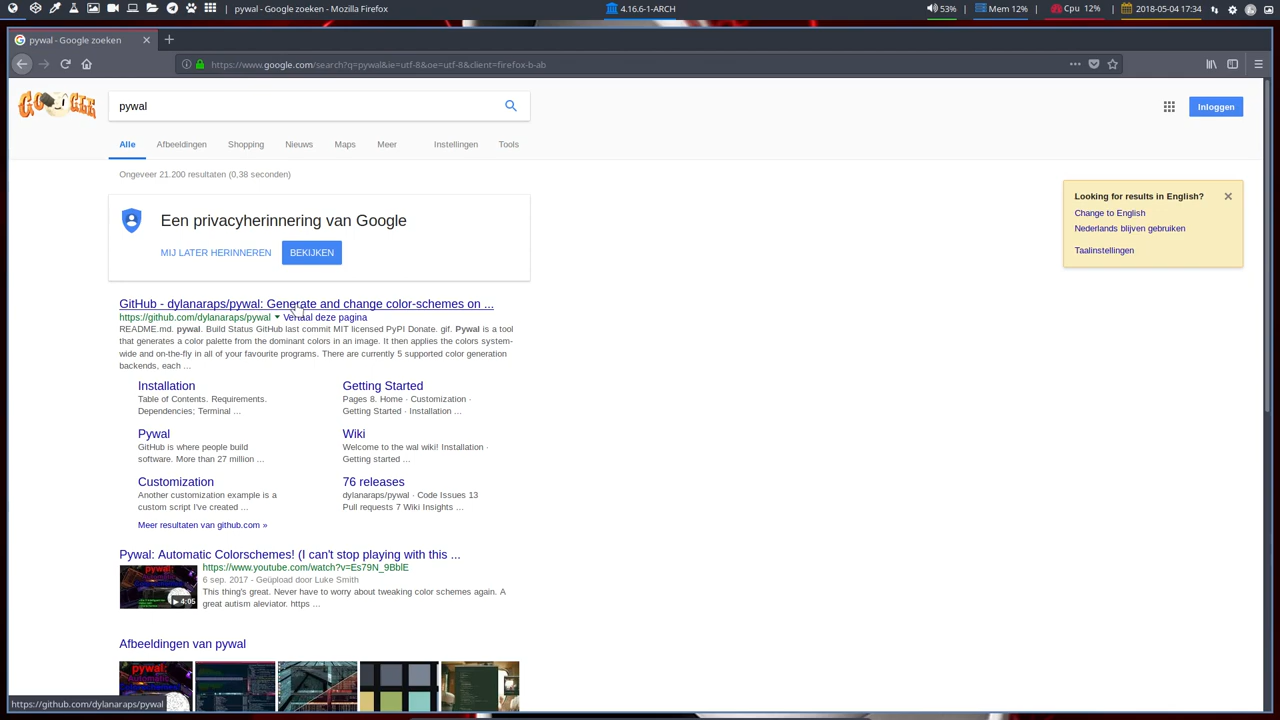 pywal - Google zoeken - Mozilla Firefox
4.16.6-1-ARCH
53%
Mem 12%
Cpu 12%
2018-05-04 17:34
pywal - Google zoeken
https://www.google.com/search?q=pywal&ie=utf-8&oe=utf-8&client=firefox-b-ab
GOOGLE
pywal
Inloggen
Alle Afbeeldingen Shopping Nieuws Maps Meer Instellingen Tools
Ongeveer 21.200 resultaten (0,38 seconden)
Looking for results in English?
Change to English
Nederlands blijven gebruiken
Taalinstellingen
Een privacyherinnering van Google
MIJ LATER HERINNEREN BEKIJKEN
GitHub - dylanaraps/pywal: Generate and change color-schemes on ...
https://github.com/dylanaraps/pywal Vertaal deze pagina
README.md. pywal. Build Status GitHub last commit MIT licensed PyPI Donate. gif. Pywal is a tool
that generates a color palette from the dominant colors in an image. It then applies the colors system-
wide and on-the-fly in all of your favourite programs. There are currently 5 supported color generation
backends, each ...
Installation
Table of Contents. Requirements.
Dependencies; Terminal ...
Getting Started
Pages 8. Home · Customization ·
Getting Started · Installation ...
Pywal
GitHub is where people build
software. More than 27 million ...
Wiki
Welcome to the wal wiki! Installation ·
Getting started ...
Customization
Another customization example is a
custom script I've created ...
76 releases
dylanaraps/pywal · Code Issues 13
Pull requests 7 Wiki Insights ...
Meer resultaten van github.com »
Pywal: Automatic Colorschemes! (I can't stop playing with this ...
https://www.youtube.com/watch?v=Es79N_9BblE
6 sep. 2017 - Geüpload door Luke Smith
This thing's great. Never have to worry about tweaking color schemes again. A
great autism aleviator. https ...
pywal:
4:05
Afbeeldingen van pywal
pywal:
https://github.com/dylanaraps/pywal